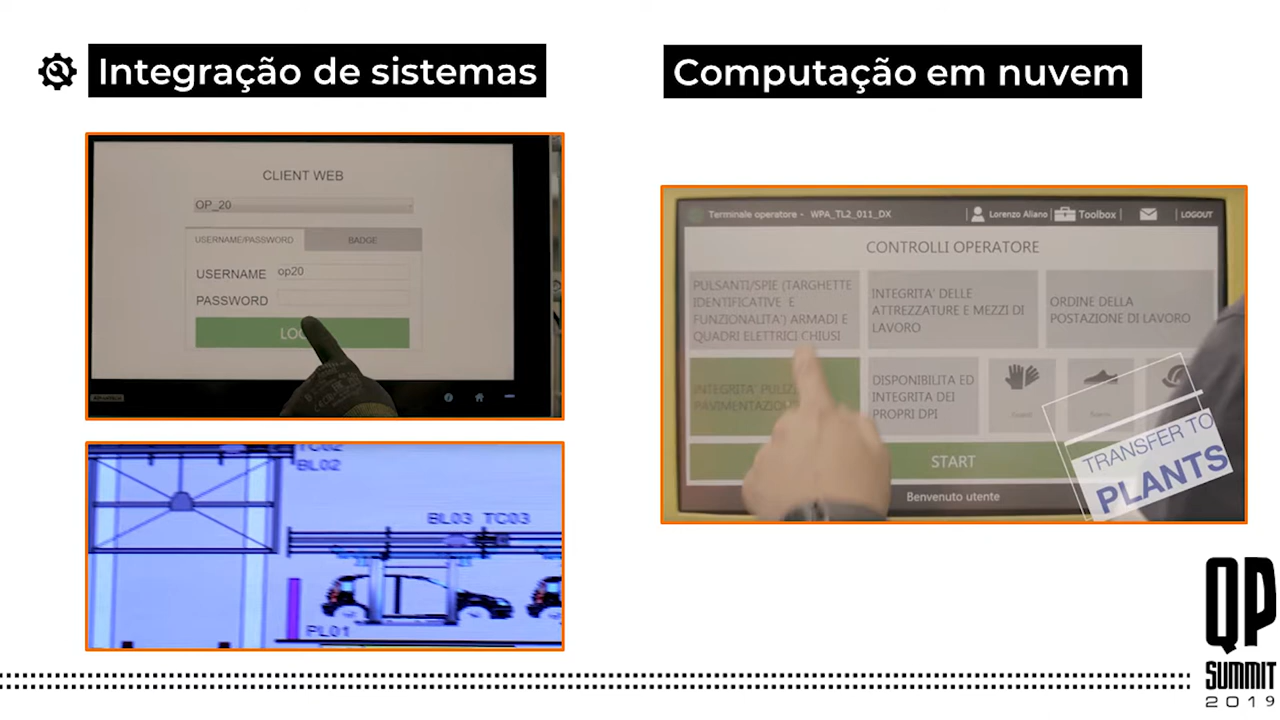 Integração de sistemas
Computação em nuvem
CLIENT WEB
OP_20
USERNAME/PASSWORD BADGE
USERNAME op20
PASSWORD
TC02
BL02
BL03 TC03
PL01
Terminale operatore - WPA_TL2_011_DX Lorenzo Aliano Toolbox LOGOUT
CONTROLLI OPERATORE
PULSANTI/SPIE (TARGHETTE
IDENTIFICATIVE E
FUNZIONALITA') ARMADI E
QUADRI ELETTRICI CHIUSI
INTEGRITA' DELLE
ATTREZZATURE E MEZZI DI
LAVORO
ORDINE DELLA
POSTAZIONE DI LAVORO
INTEGRITA'
DISPONIBILITA ED
INTEGRITA DEI
PROPRI DPI
START
Benvenuto utente
TRANSFER TO
PLANTS
QP
SUMMIT
2019